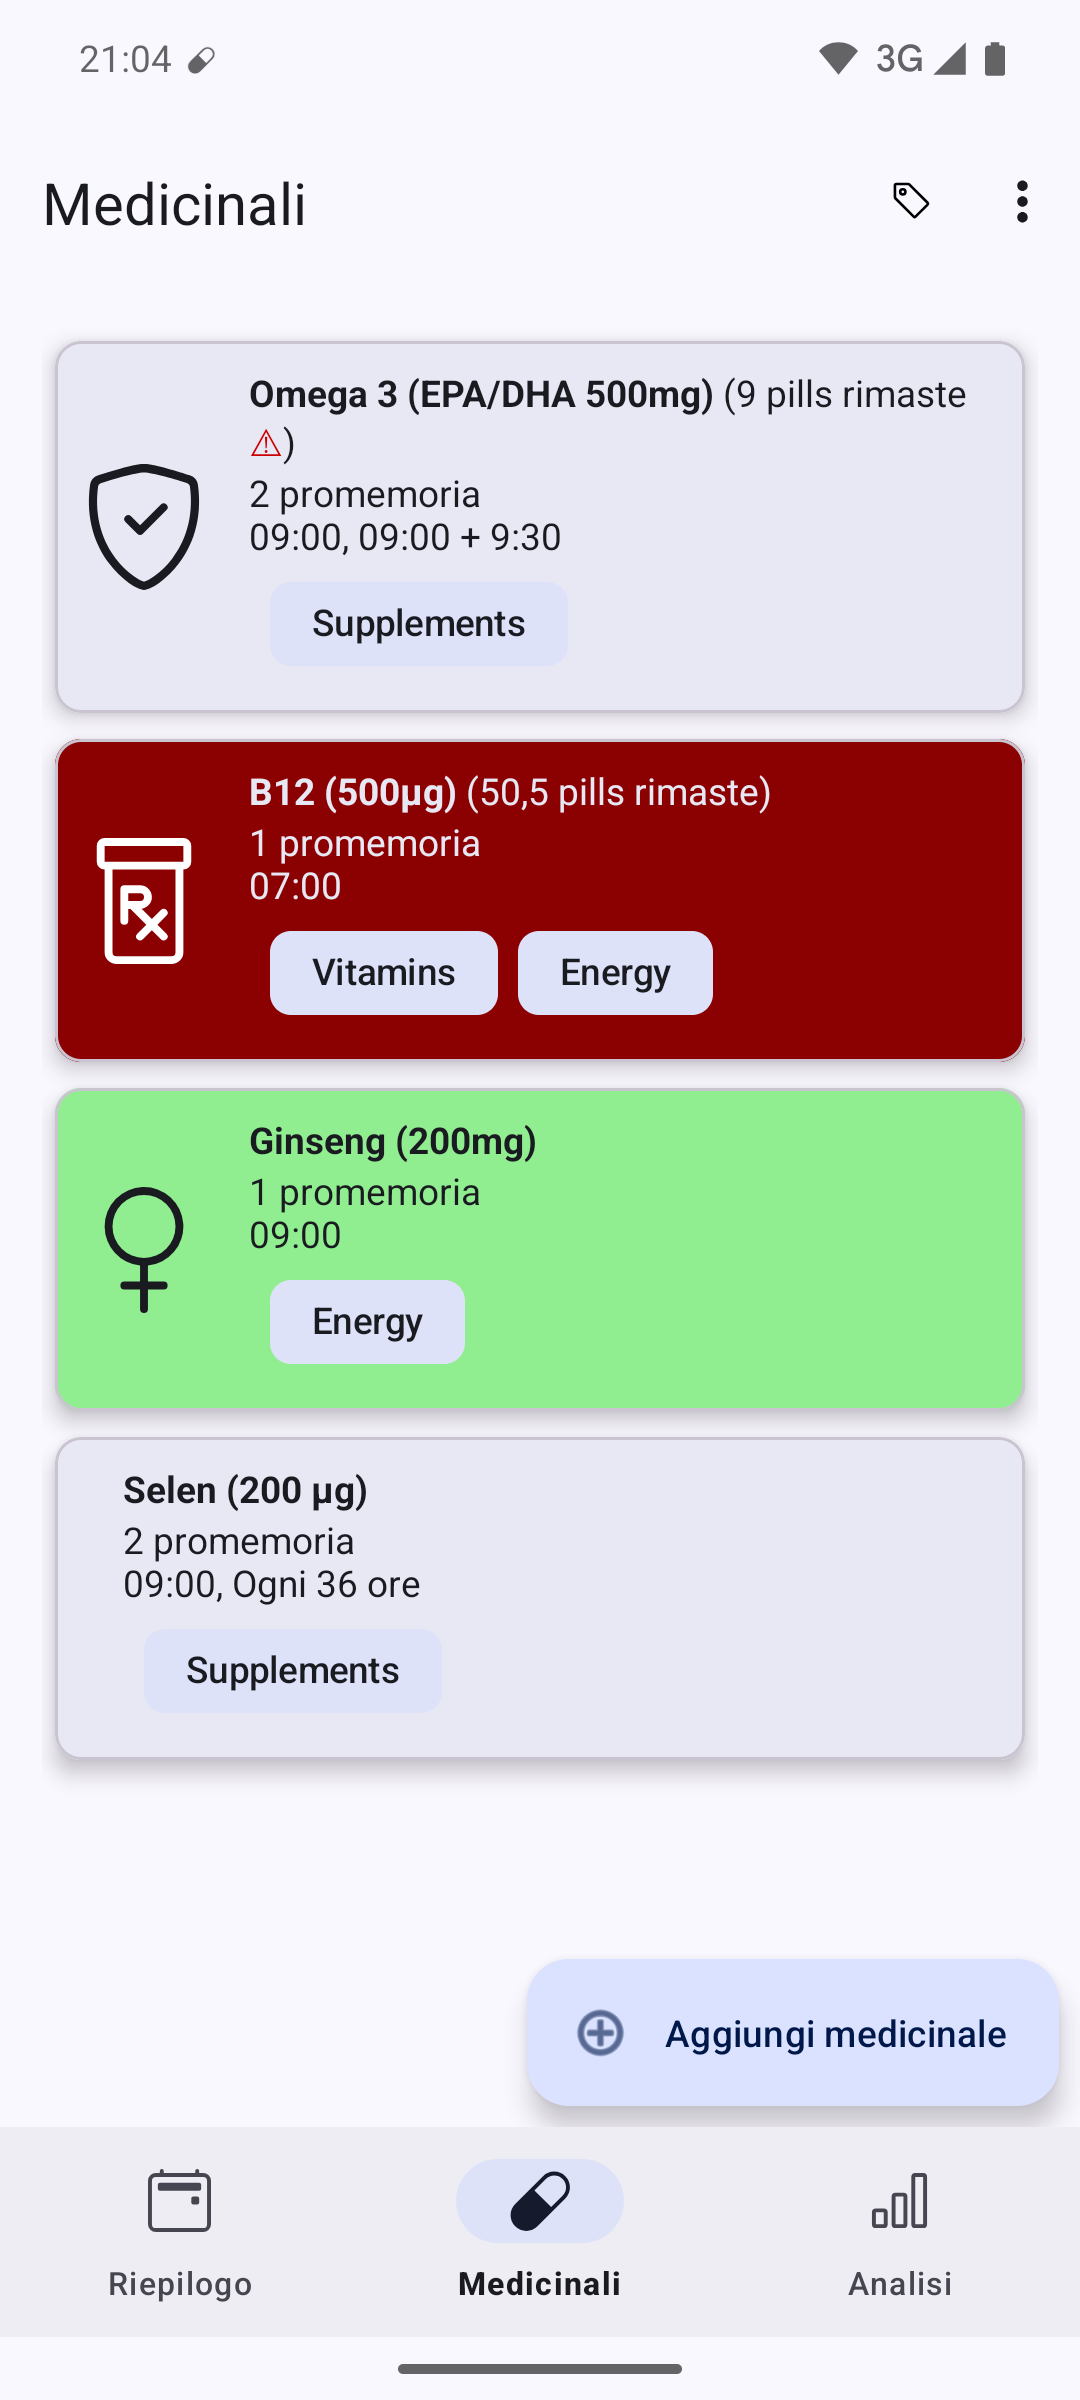 21:04
3G
Medicinali
Omega 3 (EPA/DHA 500mg) (9 pills rimaste
⚠)
2 promemoria
09:00, 09:00 + 9:30
Supplements
B12 (500µg) (50,5 pills rimaste)
1 promemoria
07:00
Vitamins Energy
Ginseng (200mg)
1 promemoria
09:00
Energy
Selen (200 µg)
2 promemoria
09:00, Ogni 36 ore
Supplements
Aggiungi medicinale
Riepilogo Medicinali Analisi